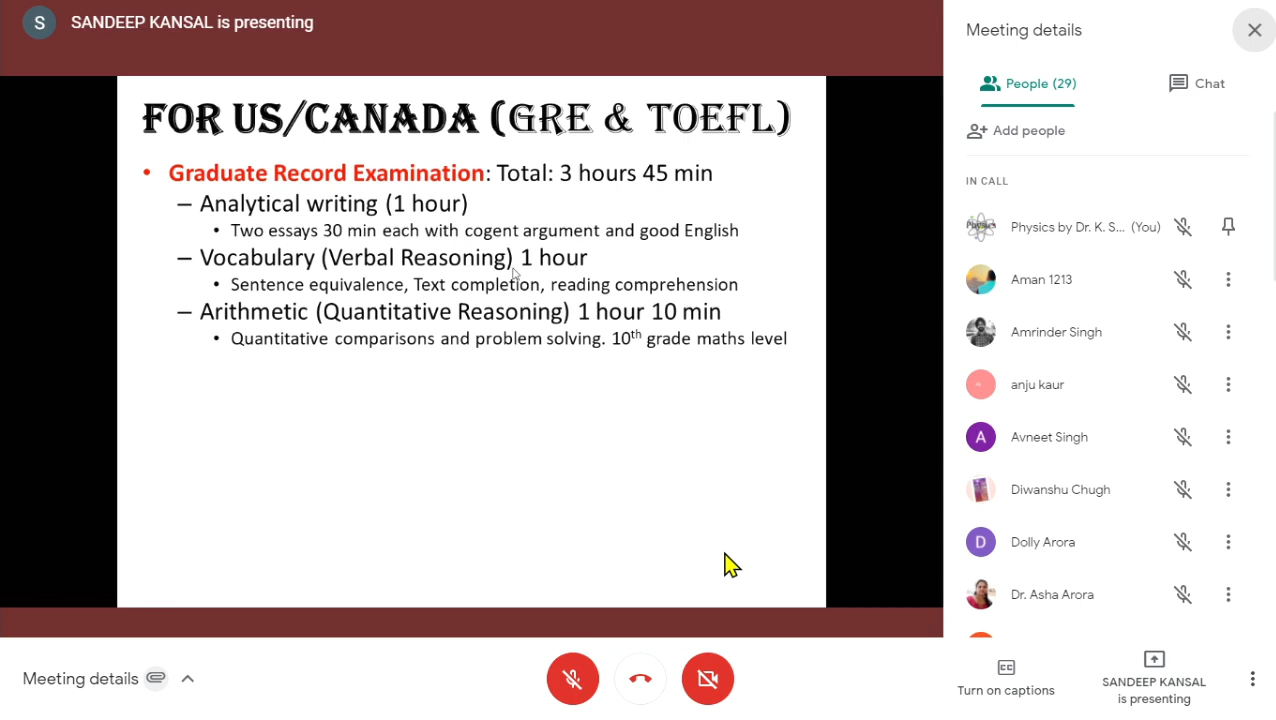 S SANDEEP KANSAL is presenting
FOR US/CANADA (GRE & TOEFL)
• Graduate Record Examination: Total: 3 hours 45 min
– Analytical writing (1 hour)
• Two essays 30 min each with cogent argument and good English
– Vocabulary (Verbal Reasoning) 1 hour
• Sentence equivalence, Text completion, reading comprehension
– Arithmetic (Quantitative Reasoning) 1 hour 10 min
• Quantitative comparisons and problem solving. 10th grade maths level
Meeting details
People (29) Chat
Add people
IN CALL
Physics by Dr. K. S... (You)
Aman 1213
Amrinder Singh
anju kaur
A Avneet Singh
Diwanshu Chugh
D Dolly Arora
Dr. Asha Arora
Meeting details
CC
Turn on captions
SANDEEP KANSAL
is presenting